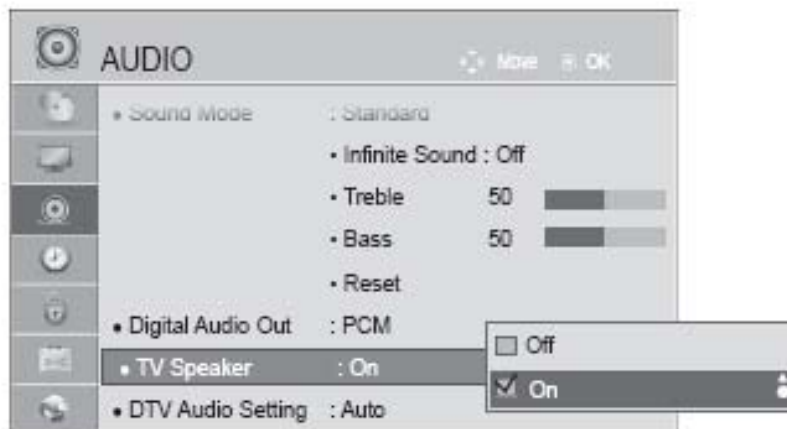 AUDIO
Move OK
• Sound Mode : Standard
• Infinite Sound : Off
• Treble 50
• Bass 50
• Reset
• Digital Audio Out : PCM
• TV Speaker : On
• DTV Audio Setting : Auto
Off
On